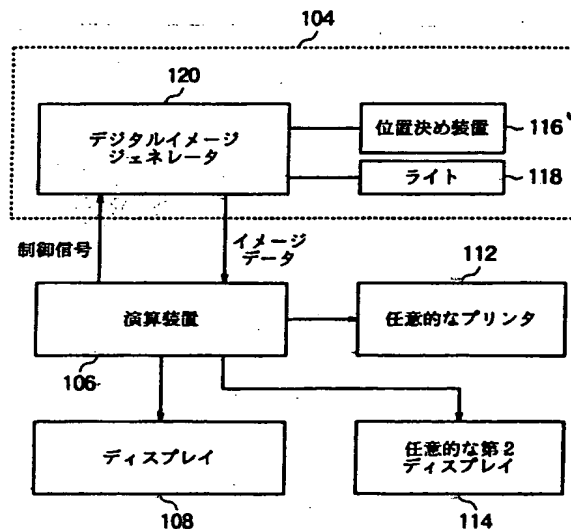 104
120
デジタルイメージ
ジェネレータ
位置決め装置
116
ライト
118
制御信号
イメージ
データ
112
演算装置
任意的なプリンタ
106
ディスプレイ
任意的な第2
ディスプレイ
108
114